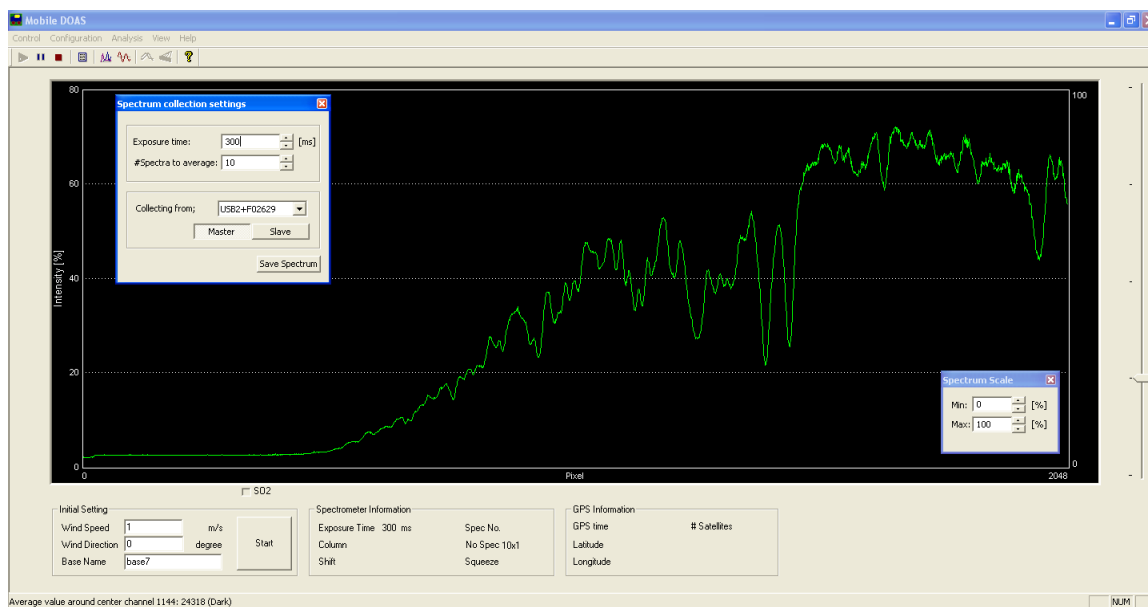 Mobile DOAS
Control Configuration Analysis View Help
80
100
Spectrum collection settings
Exposure time: 300 [ms]
#Spectra to average: 10
Collecting from; USB2+F02629
Master Slave
Save Spectrum
60
Intensity [%]
40
20
Spectrum Scale
Min: 0 [%]
Max: 100 [%]
0
0
0 Pixel 2048
SO2
Initial Setting
Wind Speed 1 m/s
Wind Direction 0 degree
Base Name base7
Start
Spectrometer Information
Exposure Time 300 ms Spec No.
Column No Spec 10x1
Shift Squeeze
GPS Information
GPS time # Satellites
Latitude
Longitude
Average value around center channel 1144: 24318 (Dark)
NUM